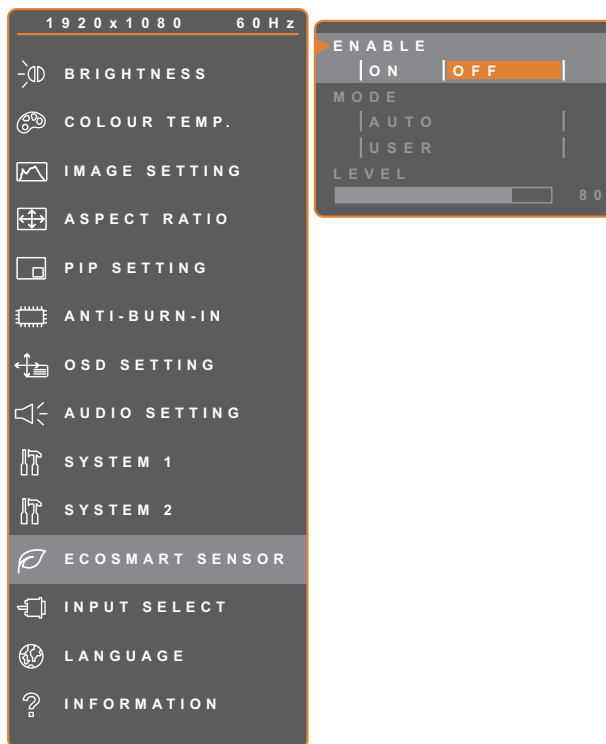 1920x1080 60Hz
BRIGHTNESS
COLOUR TEMP.
IMAGE SETTING
ASPECT RATIO
PIP SETTING
ANTI-BURN-IN
OSD SETTING
AUDIO SETTING
SYSTEM 1
SYSTEM 2
ECOSMART SENSOR
INPUT SELECT
LANGUAGE
INFORMATION
ENABLE
ON OFF
MODE
AUTO
USER
LEVEL
80